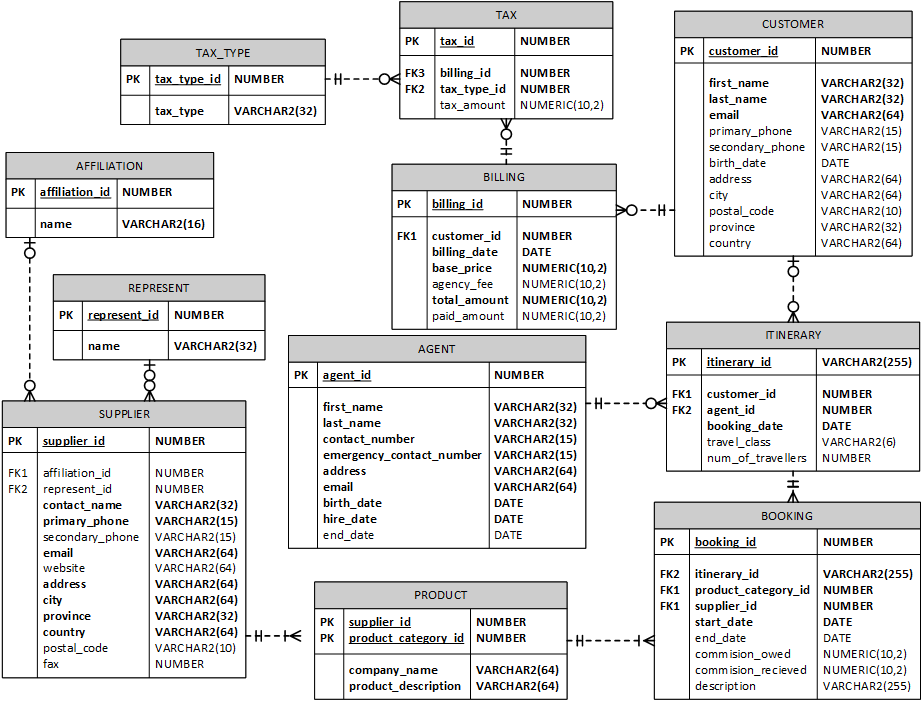 TAX
PK tax_id NUMBER
FK3 billing_id NUMBER
FK2 tax_type_id NUMBER
tax_amount NUMERIC(10,2)
TAX_TYPE
PK tax_type_id NUMBER
tax_type VARCHAR2(32)
CUSTOMER
PK customer_id NUMBER
first_name VARCHAR2(32)
last_name VARCHAR2(32)
email VARCHAR2(64)
primary_phone VARCHAR2(15)
secondary_phone VARCHAR2(15)
birth_date DATE
address VARCHAR2(64)
city VARCHAR2(64)
postal_code VARCHAR2(10)
province VARCHAR2(32)
country VARCHAR2(64)
AFFILIATION
PK affiliation_id NUMBER
name VARCHAR2(16)
BILLING
PK billing_id NUMBER
FK1 customer_id NUMBER
billing_date DATE
base_price NUMERIC(10,2)
agency_fee NUMERIC(10,2)
total_amount NUMERIC(10,2)
paid_amount NUMERIC(10,2)
REPRESENT
PK represent_id NUMBER
name VARCHAR2(32)
AGENT
PK agent_id NUMBER
first_name VARCHAR2(32)
last_name VARCHAR2(32)
contact_number VARCHAR2(15)
emergency_contact_number VARCHAR2(15)
address VARCHAR2(64)
email VARCHAR2(64)
birth_date DATE
hire_date DATE
end_date DATE
ITINERARY
PK itinerary_id VARCHAR2(255)
FK1 customer_id NUMBER
FK2 agent_id NUMBER
booking_date DATE
travel_class VARCHAR2(6)
num_of_travellers NUMBER
SUPPLIER
PK supplier_id NUMBER
FK1 affiliation_id NUMBER
FK2 represent_id NUMBER
contact_name VARCHAR2(32)
primary_phone VARCHAR2(15)
secondary_phone VARCHAR2(15)
email VARCHAR2(64)
website VARCHAR2(64)
address VARCHAR2(64)
city VARCHAR2(64)
province VARCHAR2(32)
country VARCHAR2(64)
postal_code VARCHAR2(10)
fax NUMBER
PRODUCT
PK supplier_id NUMBER
PK product_category_id NUMBER
company_name VARCHAR2(64)
product_description VARCHAR2(64)
BOOKING
PK booking_id NUMBER
FK2 itinerary_id VARCHAR2(255)
FK1 product_category_id NUMBER
FK1 supplier_id NUMBER
start_date DATE
end_date DATE
commision_owed NUMERIC(10,2)
commision_recieved NUMERIC(10,2)
description VARCHAR2(255)